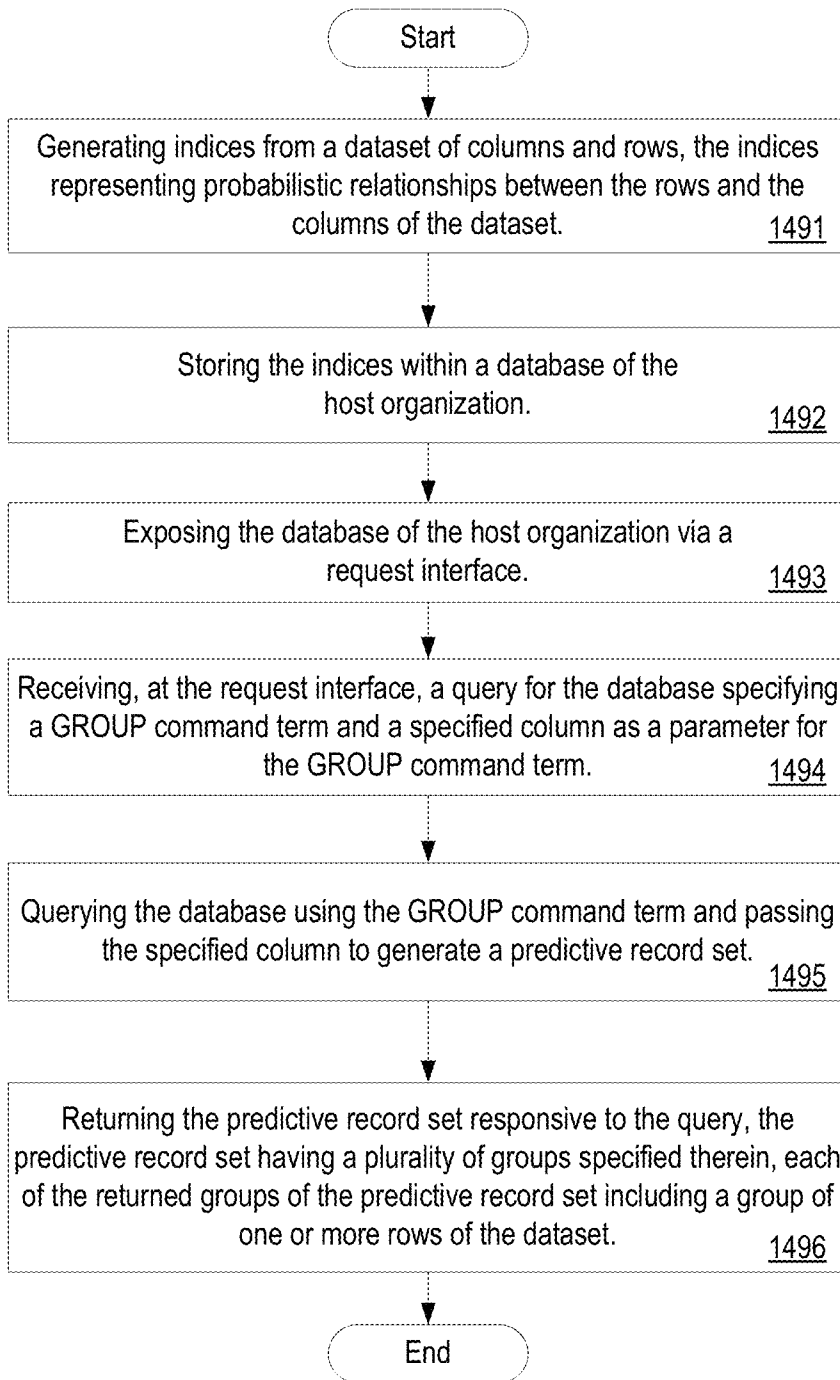 Start
Generating indices from a dataset of columns and rows, the indices
representing probabilistic relationships between the rows and the
columns of the dataset.
1491
Storing the indices within a database of the
host organization.
1492
Exposing the database of the host organization via a
request interface.
1493
Receiving, at the request interface, a query for the database specifying
a GROUP command term and a specified column as a parameter for
the GROUP command term.
1494
Querying the database using the GROUP command term and passing
the specified column to generate a predictive record set.
1495
Returning the predictive record set responsive to the query, the
predictive record set having a plurality of groups specified therein, each
of the returned groups of the predictive record set including a group of
one or more rows of the dataset.
1496
End